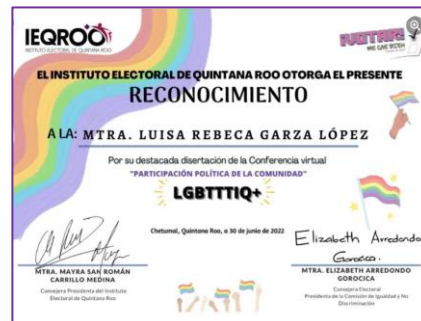 IEQROO
INSTITUTO ELECTORAL DE QUINTANA ROO
¡VOTAR!
EL INSTITUTO ELECTORAL DE QUINTANA ROO OTORGA EL PRESENTE
RECONOCIMIENTO
A LA: MTRA. LUISA REBECA GARZA LÓPEZ
Por su destacada disertación de la Conferencia virtual
"PARTICIPACIÓN POLÍTICA DE LA COMUNIDAD"
LGBTTTIQ+
Chetumal, Quintana Roo, a 30 de junio de 2022
Elizabeth Arredondo
Gorocica.
MTRA. MAYRA SAN ROMÁN
CARRILLO MEDINA
Consejera Presidenta del Instituto
Electoral de Quintana Roo
MTRA. ELIZABETH ARREDONDO
GOROCICA
Consejera Electoral
Presidenta de la Comisión de Igualdad y No
Discriminación